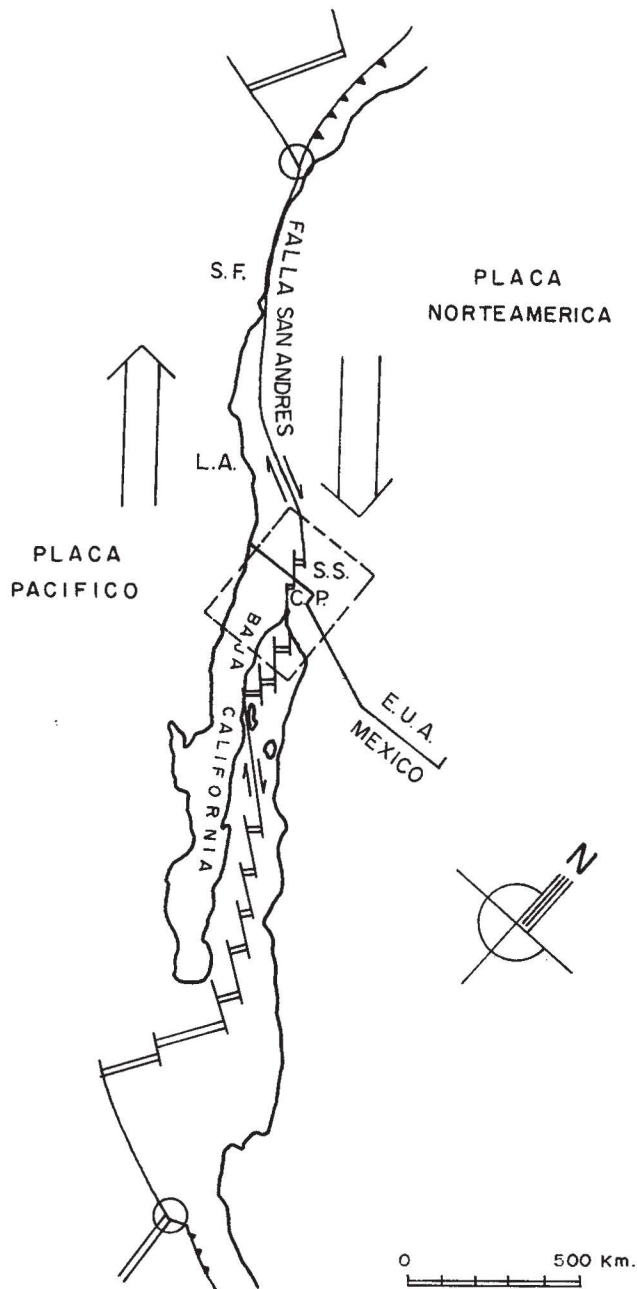 S.F.
FALLA SAN ANDRES
PLACA
NORTEAMERICA
L.A.
PLACA
PACIFICO
S.S.
C.P.
BAJA
CALIFORNIA
E.U.A.
MEXICO
N
0 500 Km.